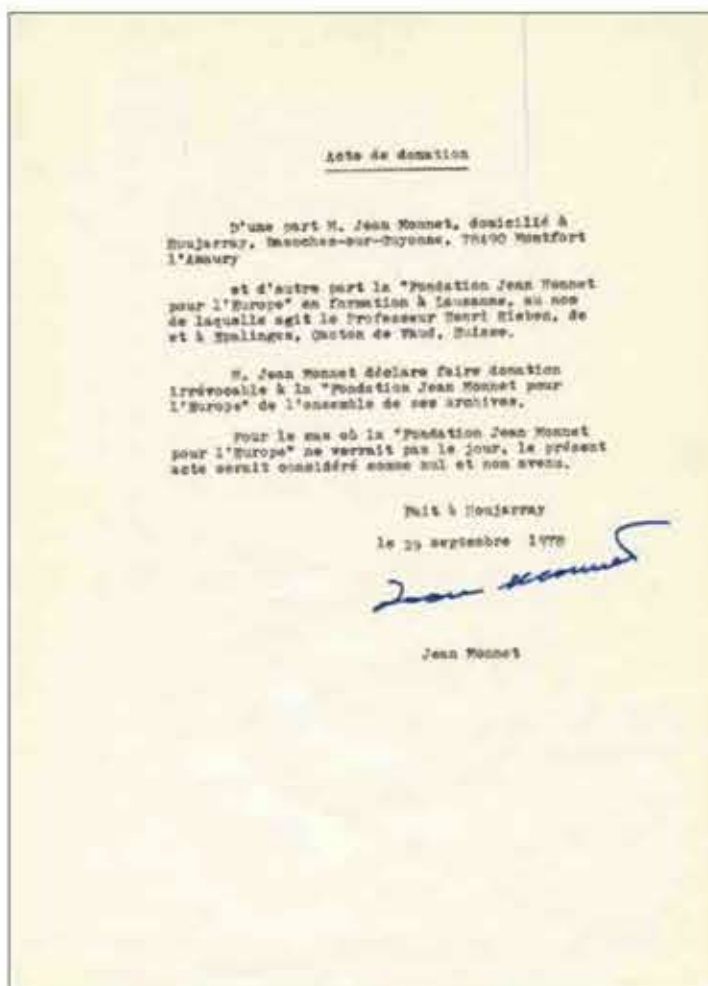 Acte de donation
D'une part M. Jean Monnet, domicilié à
Houjarray, Bazoches-sur-Guyonne, 78490 Montfort
l'Amaury
et d'autre part la "Fondation Jean Monnet
pour l'Europe" en formation à Lausanne, au nom
de laquelle agit le Professeur Henri Rieben, de
et à Epalinges, Canton de Vaud, Suisse.
M. Jean Monnet déclare faire donation
irrévocable à la "Fondation Jean Monnet pour
l'Europe" de l'ensemble de ses archives.
Pour le cas où la "Fondation Jean Monnet
pour l'Europe" ne verrait pas le jour, le présent
acte serait considéré comme nul et non avenu.
Fait à Houjarray
le 29 septembre 1978
Jean Monnet
Jean Monnet